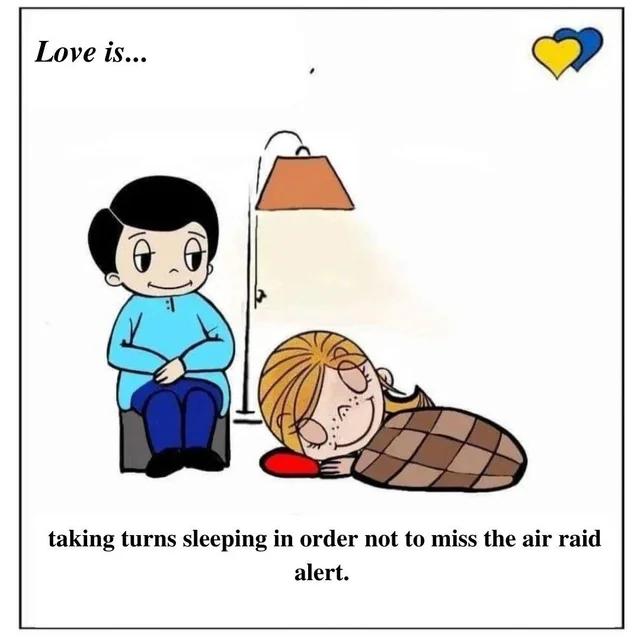 Love is...
taking turns sleeping in order not to miss the air raid
alert.